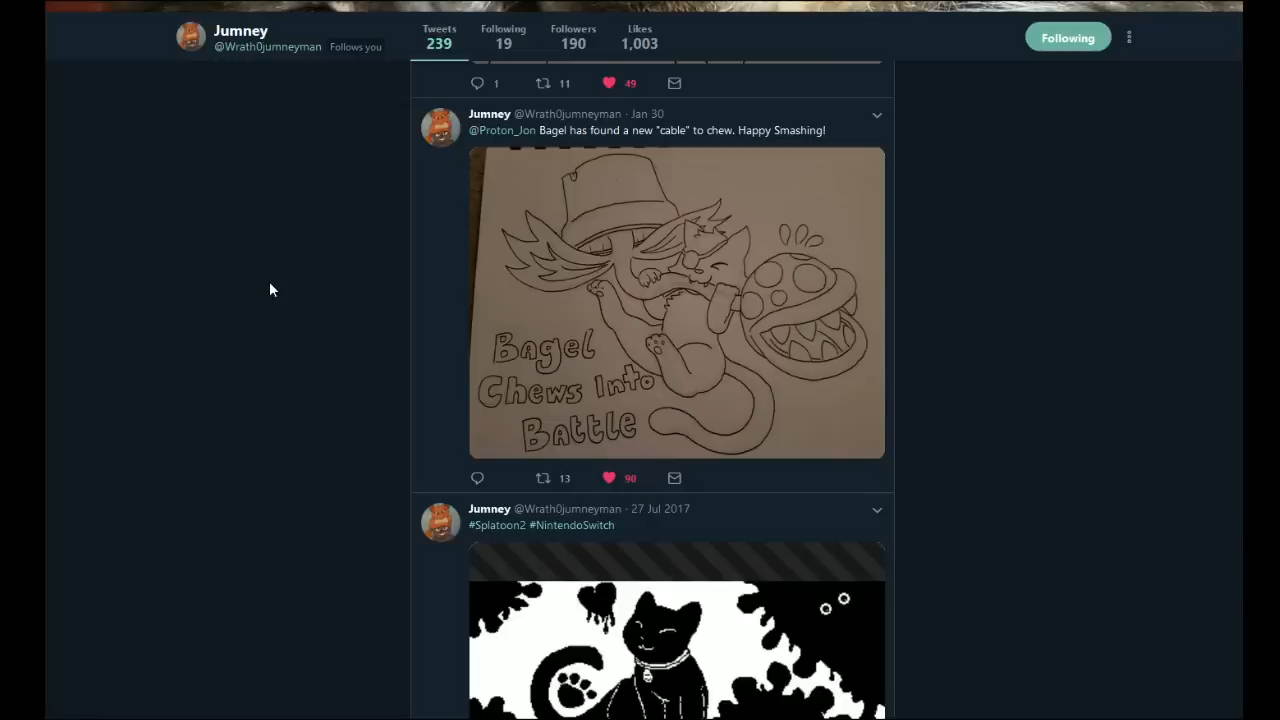 Jumney
@Wrath0jumneyman Follows you
Tweets
239
Following
19
Followers
190
Likes
1,003
Following
1 11 49
Jumney @Wrath0jumneyman · Jan 30
@Proton_Jon Bagel has found a new "cable" to chew. Happy Smashing!
Bagel
Chews Into
Battle
13 90
Jumney @Wrath0jumneyman · 27 Jul 2017
#Splatoon2 #NintendoSwitch